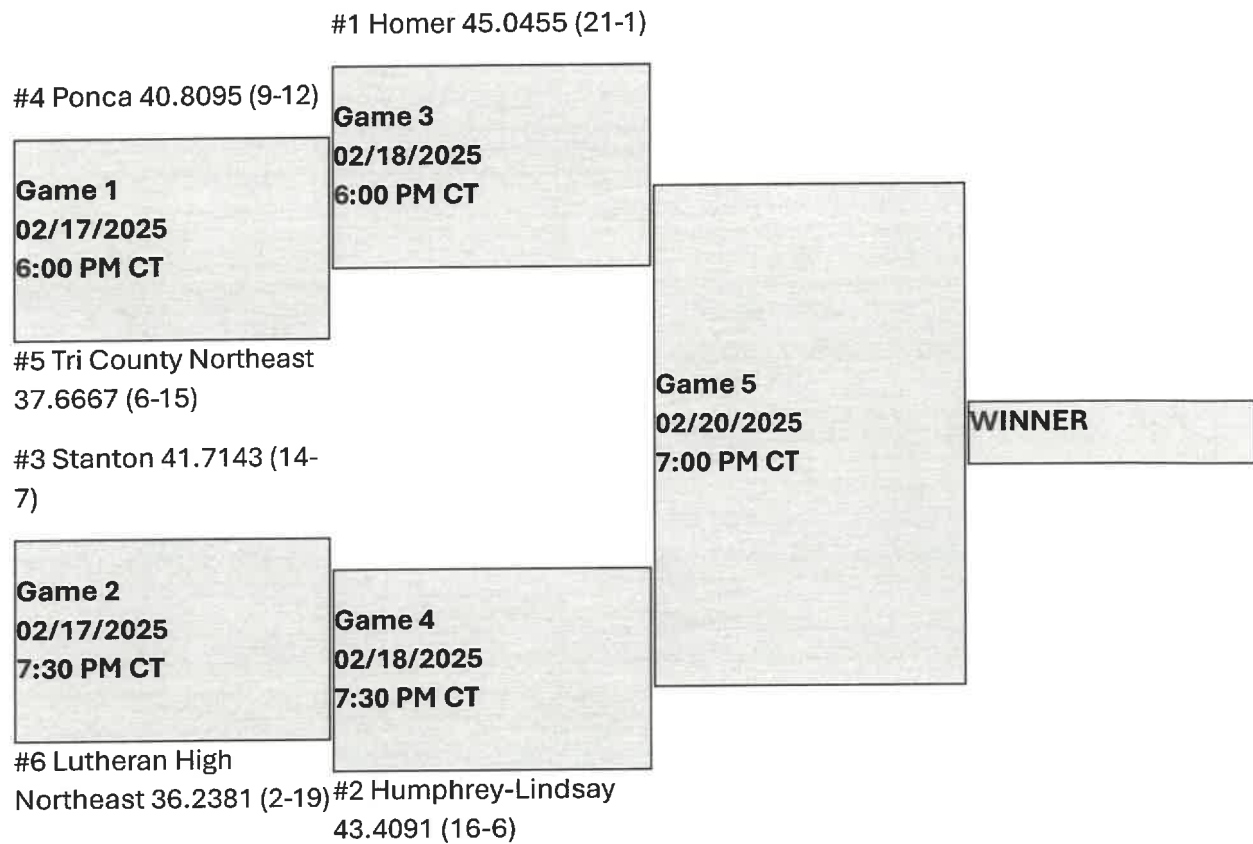 #1 Homer 45.0455 (21-1)
#4 Ponca 40.8095 (9-12)
Game 3
02/18/2025
6:00 PM CT
Game 1
02/17/2025
6:00 PM CT
#5 Tri County Northeast
37.6667 (6-15)
#3 Stanton 41.7143 (14-
7)
Game 5
02/20/2025
7:00 PM CT
WINNER
Game 2
02/17/2025
7:30 PM CT
Game 4
02/18/2025
7:30 PM CT
#6 Lutheran High
Northeast 36.2381 (2-19)
#2 Humphrey-Lindsay
43.4091 (16-6)